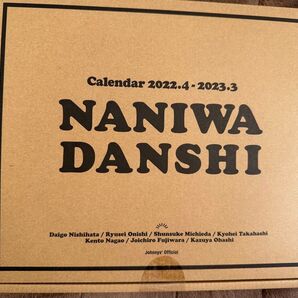 Calendar 2022.4 - 2023.3
NANIWA
DANSHI
Daigo Nishihata / Ryusei Onishi / Shunsuke Michieda / Kyohei Takahashi
Kento Nagao / Joichiro Fujiwara / Kazuya Ohashi
Johnnys' Official